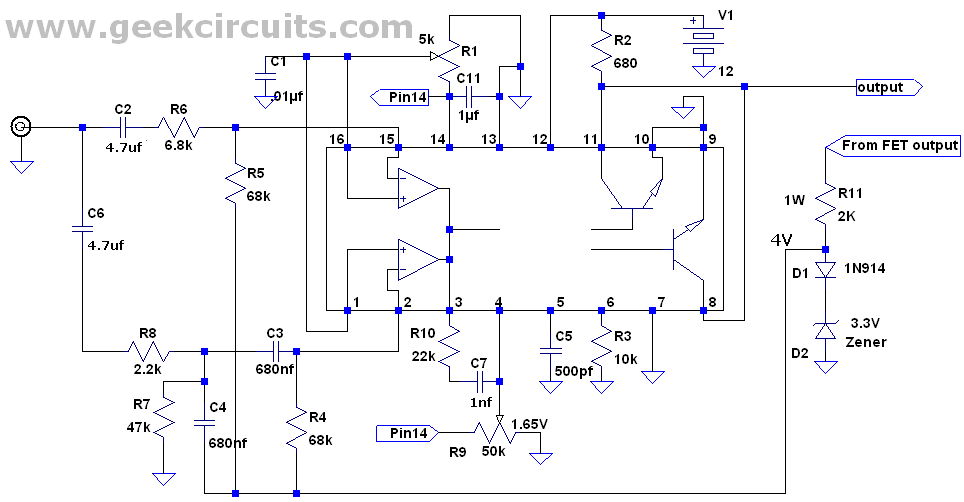 www.geekcircuits.com
V1
5k
R1
R2
680
C1
.01µf
C11
1µf
12
Pin14
output
C2
4.7uf
R6
6.8k
16
15
14
13
12
11
10
9
From FET output
R5
68k
1W
R11
2K
C6
4.7uf
4V
D1
1N914
1
2
3
4
5
6
7
8
D2
3.3V
Zener
R8
2.2k
C3
680nf
R10
22k
C7
1nf
C5
500pf
R3
10k
R7
47k
C4
680nf
R4
68k
Pin14
R9
50k
1.65V